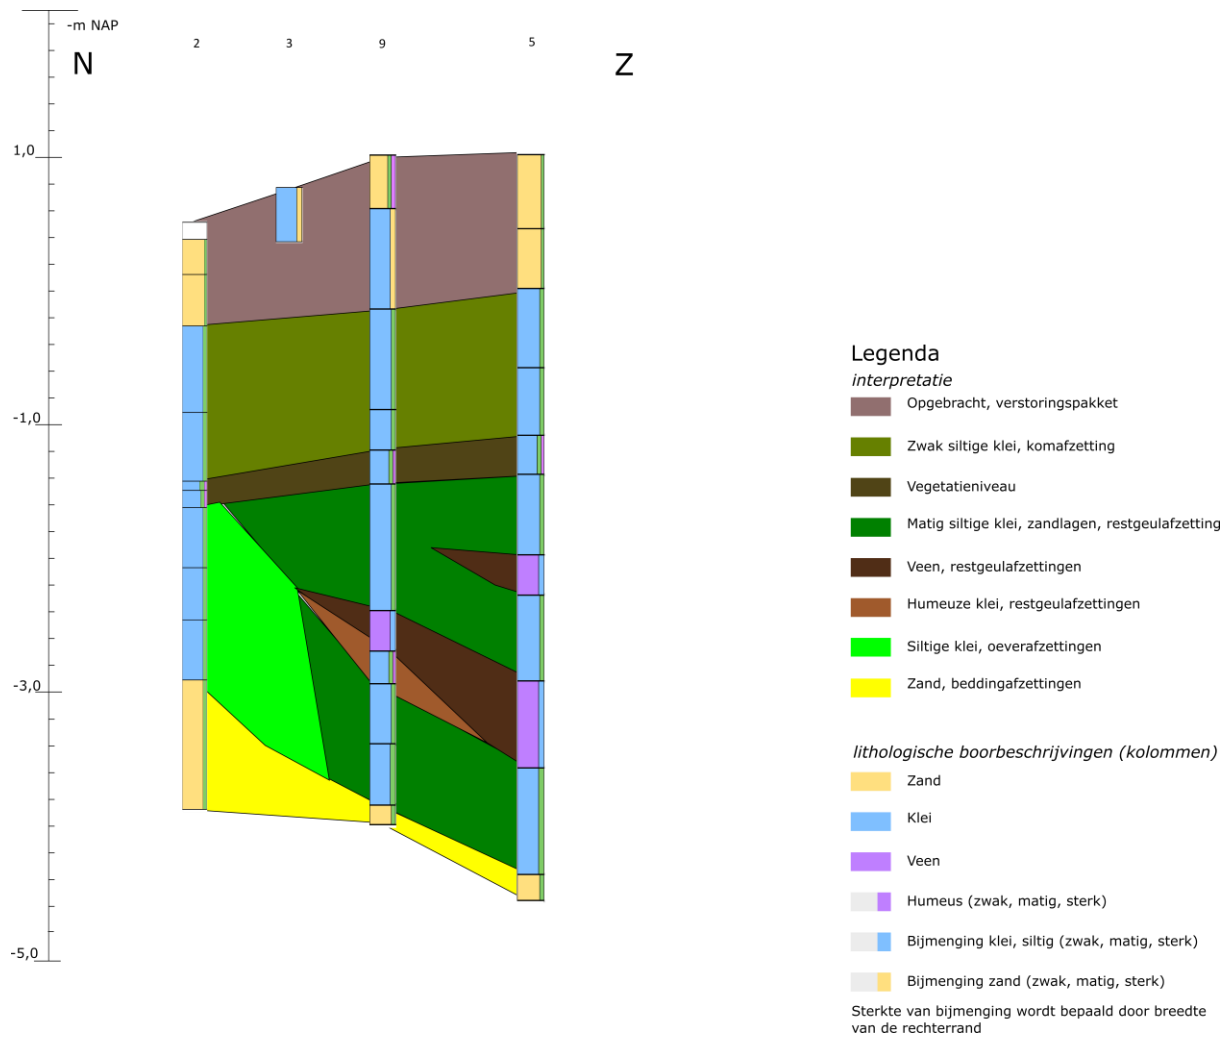 -m NAP
2 3 9 5
N Z
1,0
-1,0
-3,0
-5,0
Legenda
interpretatie
Opgebracht, verstoringspakket
Zwak siltige klei, komafzetting
Vegetatieniveau
Matig siltige klei, zandlagen, restgeulafzetting
Veen, restgeulafzettingen
Humeuze klei, restgeulafzettingen
Siltige klei, oeverafzettingen
Zand, beddingafzettingen
lithologische boorbeschrijvingen (kolommen)
Zand
Klei
Veen
Humeus (zwak, matig, sterk)
Bijmenging klei, siltig (zwak, matig, sterk)
Bijmenging zand (zwak, matig, sterk)
Sterkte van bijmenging wordt bepaald door breedte
van de rechterrand